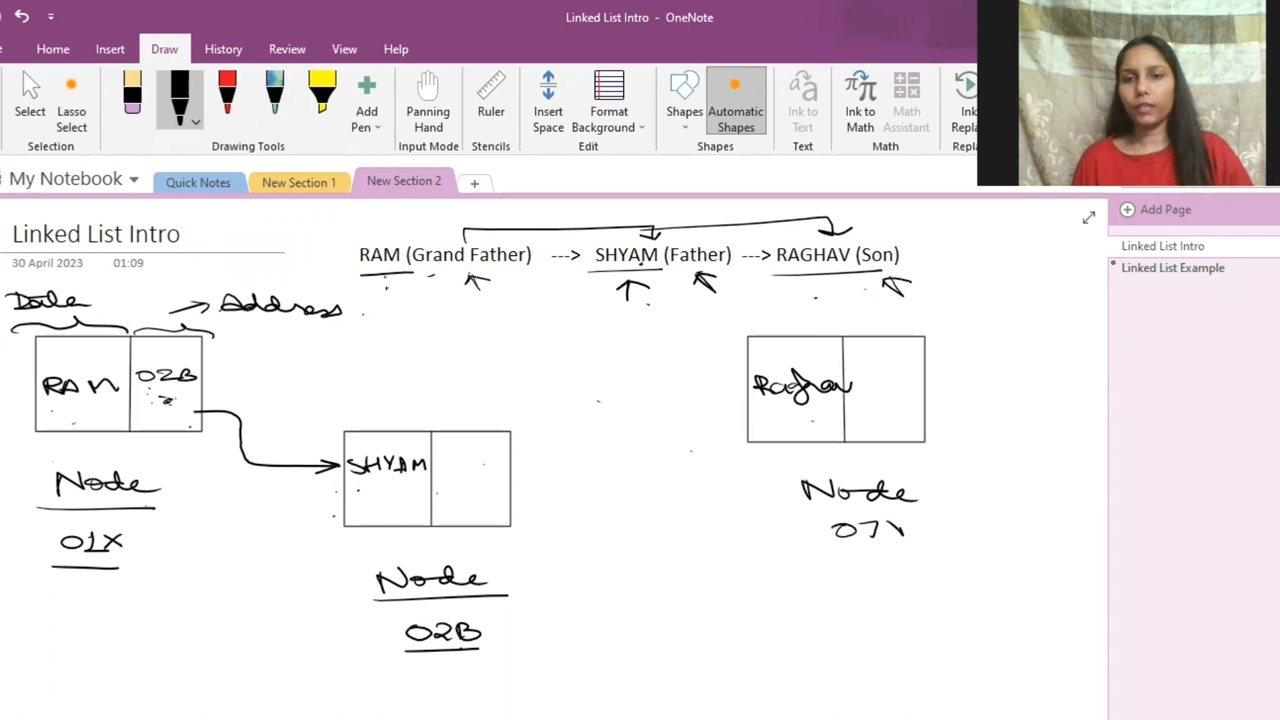 Linked List Intro - OneNote
Home Insert Draw History Review View Help
Select
Lasso Select
Add Pen
Panning Hand
Ruler
Insert Space
Format Background
Shapes
Automatic Shapes
Ink to Text
Ink to Math
Math Assistant
Ink
Selection Drawing Tools Input Mode Stencils Edit Shapes Text Math
My Notebook Quick Notes New Section 1 New Section 2
Add Page
Linked List Intro
Linked List Example
Linked List Intro
30 April 2023 01:09
RAM (Grand Father) ---> SHYAM (Father) ---> RAGHAV (Son)
Data Address
RAM 02B
Node
01X
SHYAM
Node
02B
Raghav
Node